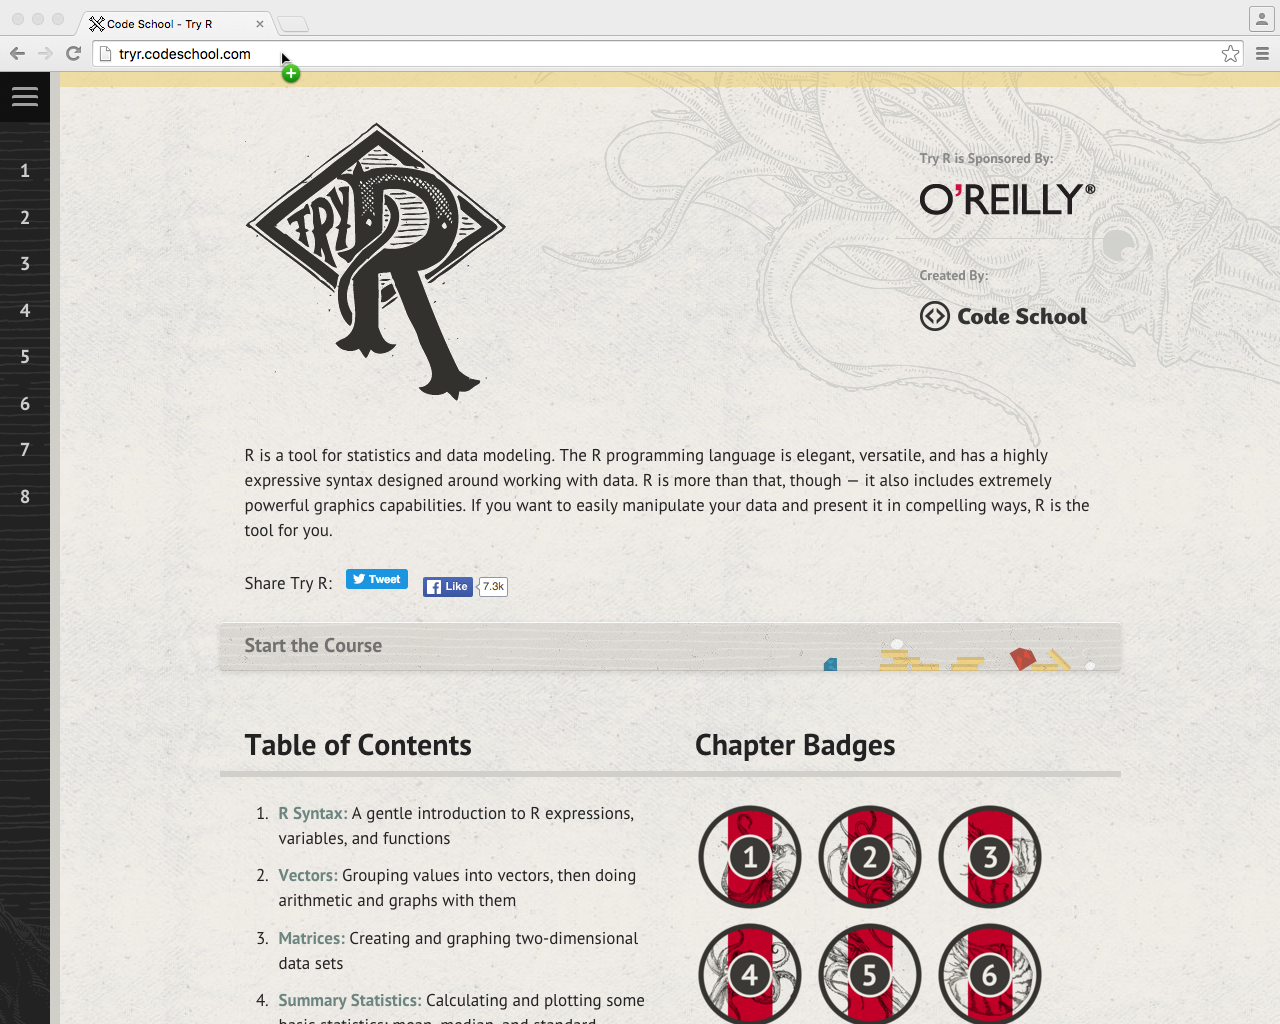 Code School - Try R
tryr.codeschool.com
1
2
3
4
5
6
7
8
TRY R
Try R is Sponsored By:
O'REILLY®
Created By:
Code School
R is a tool for statistics and data modeling. The R programming language is elegant, versatile, and has a highly
expressive syntax designed around working with data. R is more than that, though — it also includes extremely
powerful graphics capabilities. If you want to easily manipulate your data and present it in compelling ways, R is the
tool for you.
Share Try R:
Tweet
Like
7.3k
Start the Course
Table of Contents
Chapter Badges
1. R Syntax: A gentle introduction to R expressions,
variables, and functions
2. Vectors: Grouping values into vectors, then doing
arithmetic and graphs with them
3. Matrices: Creating and graphing two-dimensional
data sets
4. Summary Statistics: Calculating and plotting some
basic statistics: mean, median, and standard
1
2
3
4
5
6